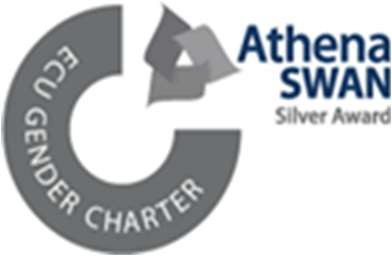 ECU GENDER CHARTER
Athena
SWAN
Silver Award